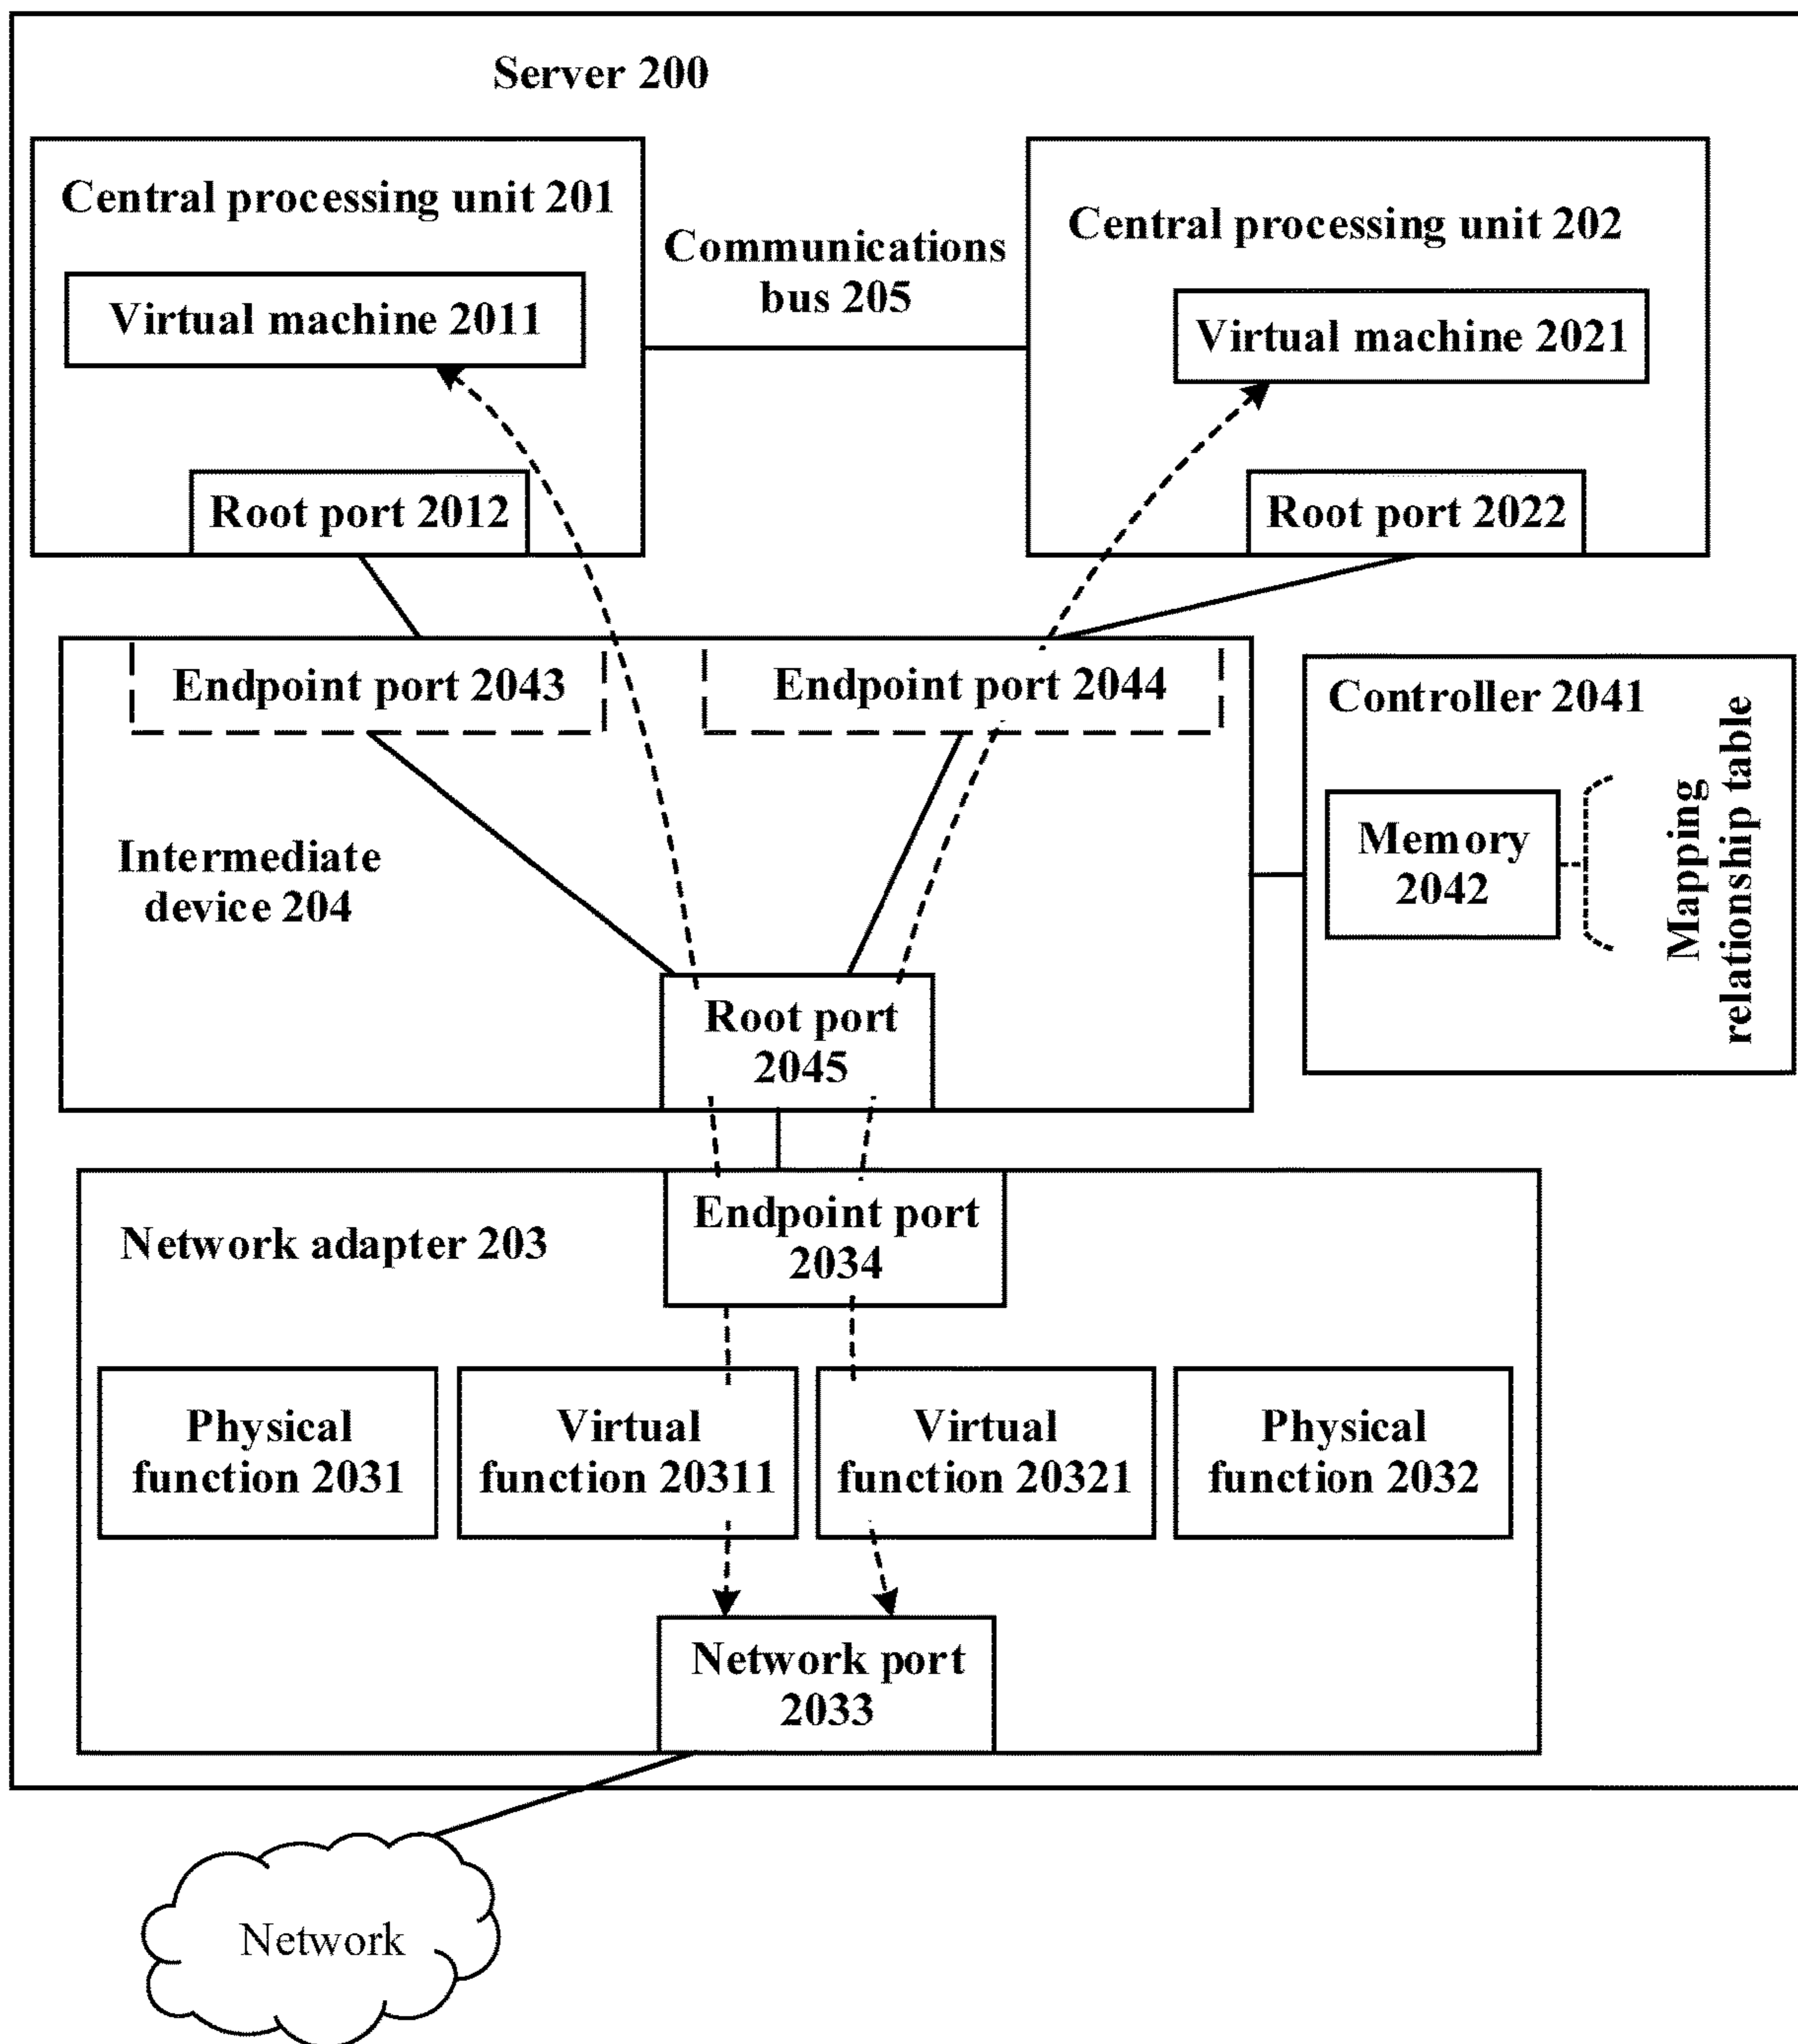 Server 200
Central processing unit 201
Virtual machine 2011
Root port 2012
Communications
bus 205
Central processing unit 202
Virtual machine 2021
Root port 2022
Endpoint port 2043
Endpoint port 2044
Intermediate
device 204
Root port
2045
Controller 2041
Memory
2042
Mapping
relationship table
Network adapter 203
Endpoint port
2034
Physical
function 2031
Virtual
function 20311
Virtual
function 20321
Physical
function 2032
Network port
2033
Network